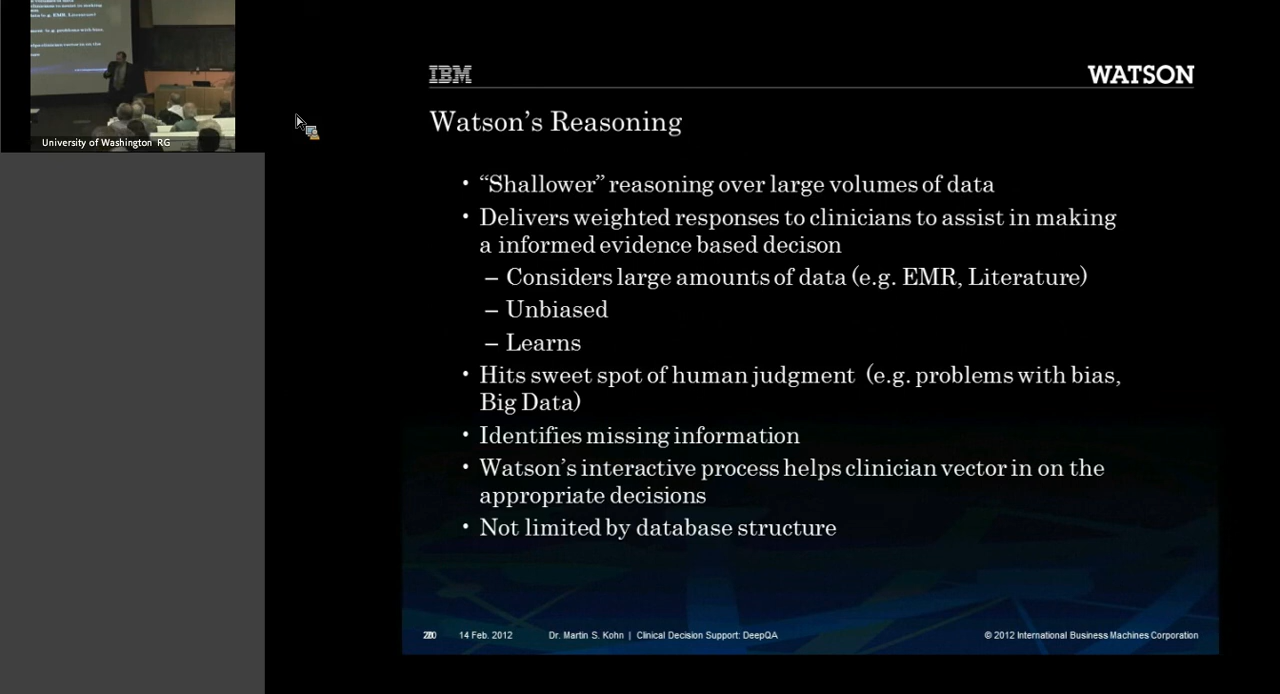 University of Washington RG
IBM
WATSON
Watson's Reasoning
• “Shallower” reasoning over large volumes of data
• Delivers weighted responses to clinicians to assist in making
a informed evidence based decison
– Considers large amounts of data (e.g. EMR, Literature)
– Unbiased
– Learns
• Hits sweet spot of human judgment (e.g. problems with bias,
Big Data)
• Identifies missing information
• Watson's interactive process helps clinician vector in on the
appropriate decisions
• Not limited by database structure
14 Feb. 2012 Dr. Martin S. Kohn | Clinical Decision Support: DeepQA © 2012 International Business Machines Corporation